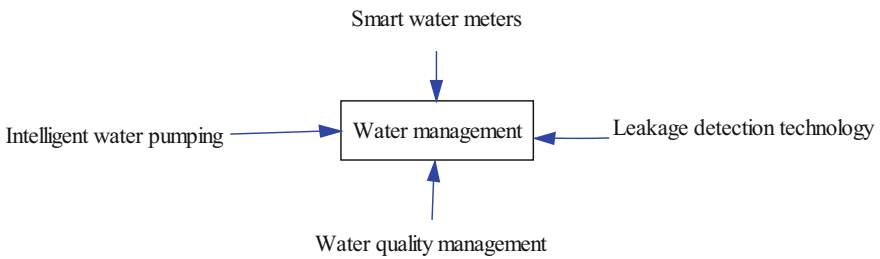 Smart water meters
Intelligent water pumping
Water management
Leakage detection technology
Water quality management